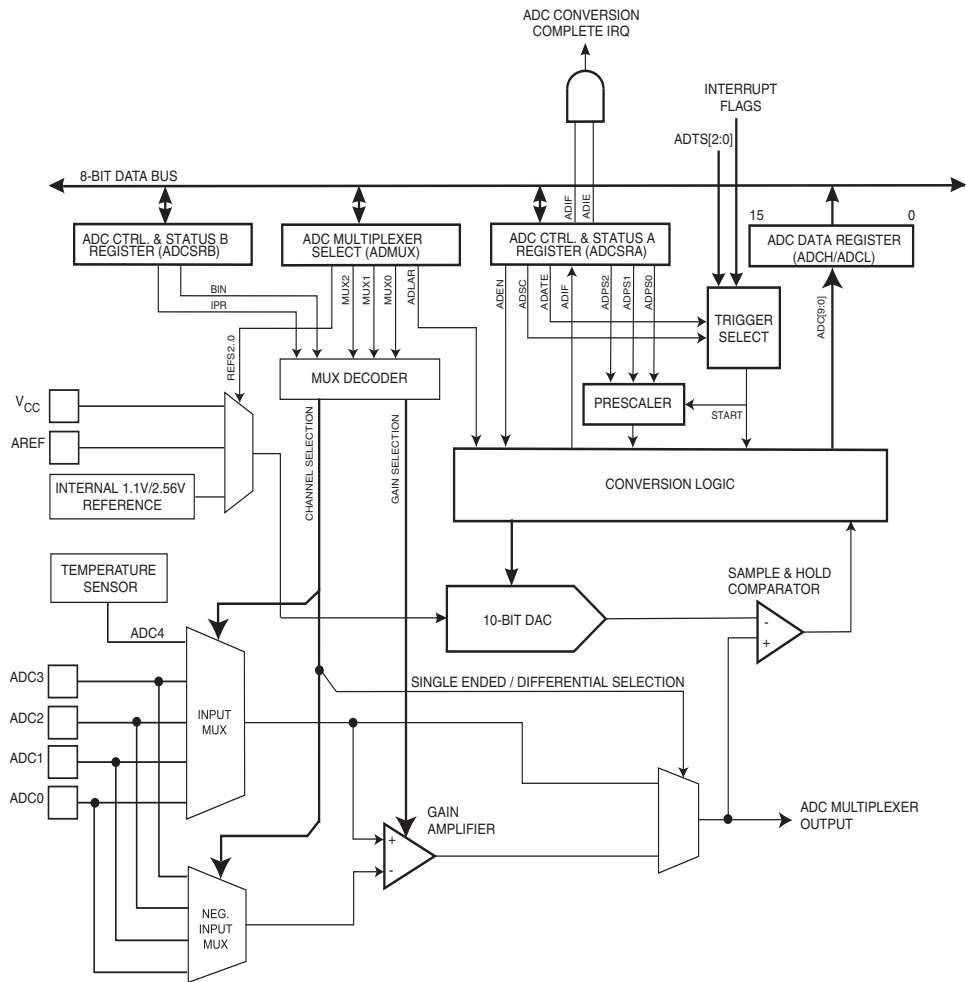 ADC CONVERSION
COMPLETE IRQ
INTERRUPT
FLAGS
ADTS[2:0]
8-BIT DATA BUS
ADIF
ADIE
15
0
ADC CTRL. & STATUS B
REGISTER (ADCSRB)
ADC MULTIPLEXER
SELECT (ADMUX)
ADC CTRL. & STATUS A
REGISTER (ADCSRA)
ADC DATA REGISTER
(ADCH/ADCL)
BIN
IPR
REFS2..0
MUX2
MUX1
MUX0
ADLAR
ADEN
ADSC
ADATE
ADIF
ADPS2
ADPS1
ADPS0
ADC[9:0]
TRIGGER
SELECT
MUX DECODER
PRESCALER
START
VCC
AREF
INTERNAL 1.1V/2.56V
REFERENCE
CHANNEL SELECTION
GAIN SELECTION
CONVERSION LOGIC
TEMPERATURE
SENSOR
SAMPLE & HOLD
COMPARATOR
10-BIT DAC
-
+
ADC4
ADC3
ADC2
ADC1
ADC0
INPUT
MUX
SINGLE ENDED / DIFFERENTIAL SELECTION
GAIN
AMPLIFIER
+
-
ADC MULTIPLEXER
OUTPUT
NEG.
INPUT
MUX